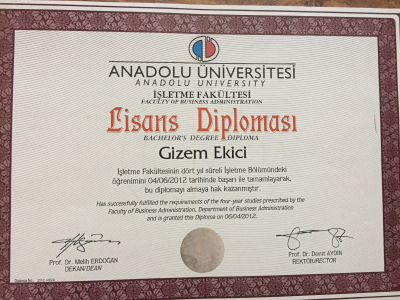 ANADOLU ÜNİVERSİTESİ
ANADOLU UNIVERSITY
İŞLETME FAKÜLTESİ
FACULTY OF BUSINESS ADMINISTRATION
Lisans Diploması
BACHELOR'S DEGREE DIPLOMA
Gizem Ekici
İşletme Fakültesinin dört yıl süreli İşletme Bölümündeki
öğrenimini 04/06/2012 tarihinde başarı ile tamamlayarak,
bu diplomayı almaya hak kazanmıştır.
Has successfully fulfilled the requirements of the four-year studies prescribed by the
Faculty of Business Administration, Department of Business Administration
and is granted this Diploma on 06/04/2012.
Prof. Dr. Melih ERDOĞAN
DEKAN/DEAN
Prof. Dr. Davut AYDIN
REKTÖR/RECTOR
Diploma No.